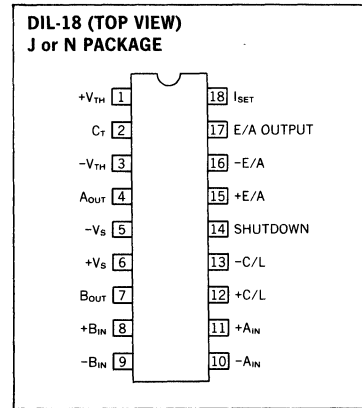 DIL-18 (TOP VIEW)
J or N PACKAGE
+VTH 1
CT 2
-VTH 3
AOUT 4
-VS 5
+VS 6
BOUT 7
+BIN 8
-BIN 9
18 ISET
17 E/A OUTPUT
16 -E/A
15 +E/A
14 SHUTDOWN
13 -C/L
12 +C/L
11 +AIN
10 -AIN